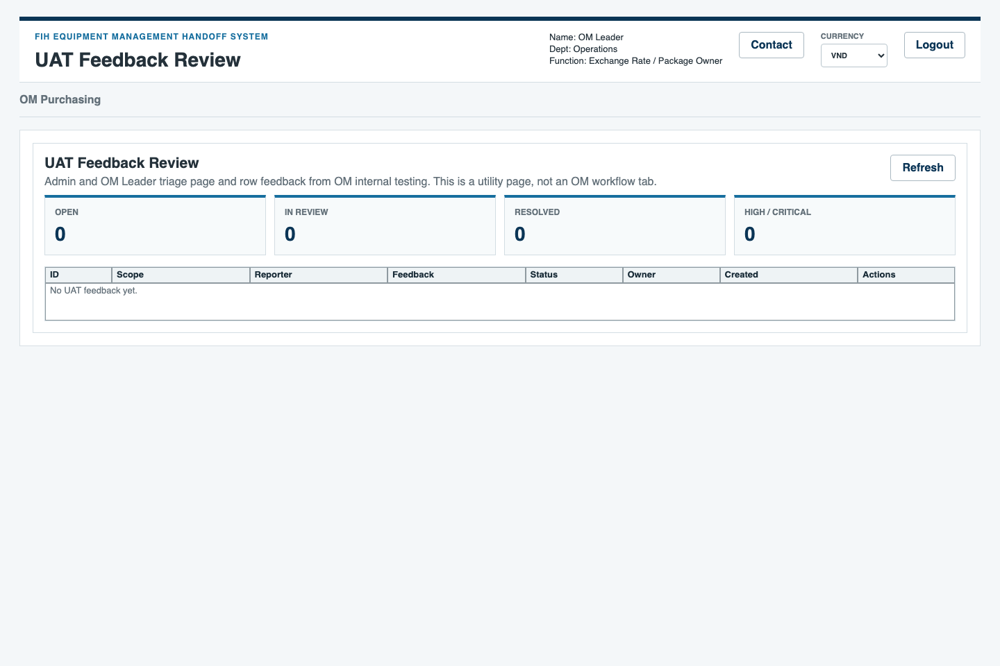 FIH EQUIPMENT MANAGEMENT HANDOFF SYSTEM
UAT Feedback Review
Name: OM Leader
Dept: Operations
Function: Exchange Rate / Package Owner
Contact
CURRENCY
VND
Logout
OM Purchasing
UAT Feedback Review
Admin and OM Leader triage page and row feedback from OM internal testing. This is a utility page, not an OM workflow tab.
Refresh
OPEN
0
IN REVIEW
0
RESOLVED
0
HIGH / CRITICAL
0
ID Scope Reporter Feedback Status Owner Created Actions
No UAT feedback yet.